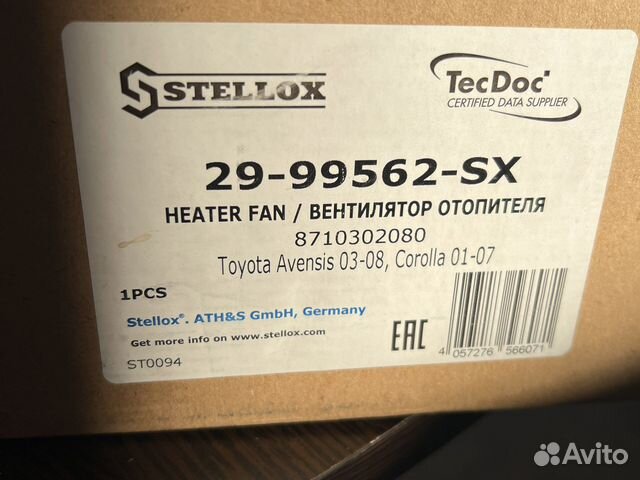 STELLOX
TecDoc
CERTIFIED DATA SUPPLIER
29-99562-SX
HEATER FAN / ВЕНТИЛЯТОР ОТОПИТЕЛЯ
8710302080
Toyota Avensis 03-08, Corolla 01-07
1PCS
Stellox®. ATH&S GmbH, Germany
Get more info on www.stellox.com
ST0094
EAC
4 057276 566071
Avito